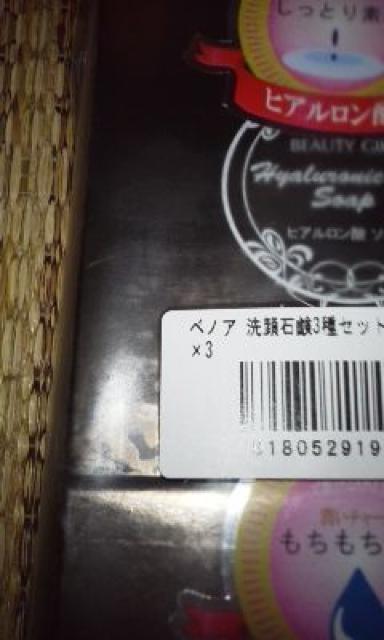 しっとり素
ヒアルロン酸
BEAUTY
Hyaluronic
Soap
ヒアルロン酸 ソ
ベノア 洗顔石鹸3種セット
×3
18052919
もちもち